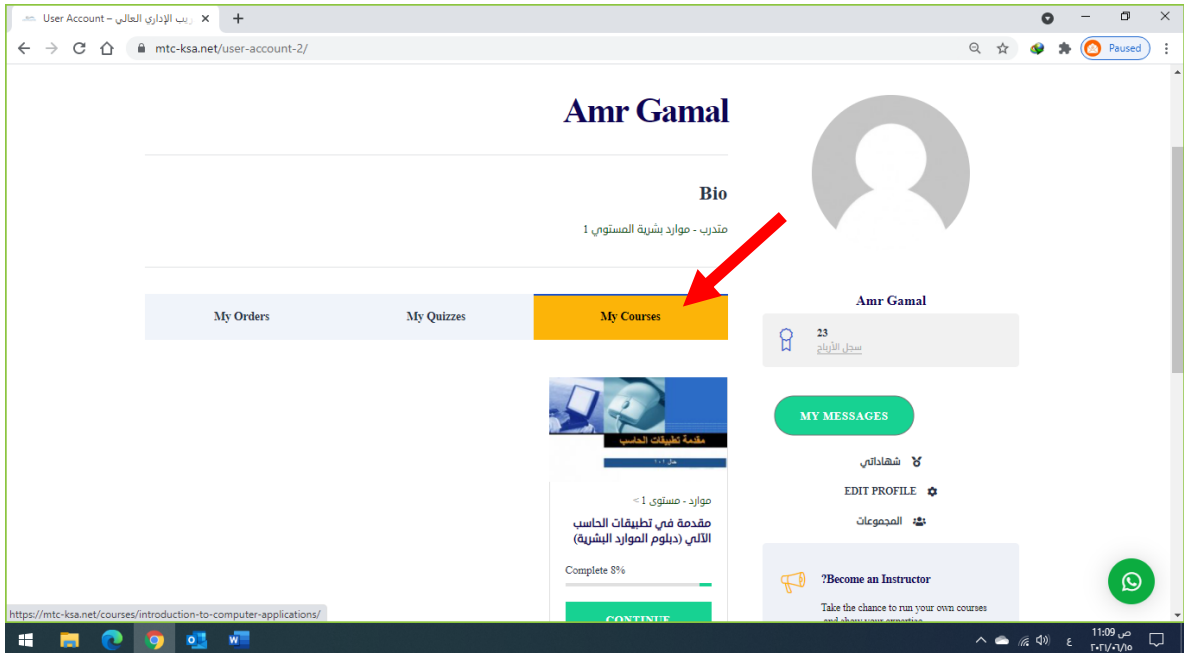 User Account – ريب الإداري العالي
mtc-ksa.net/user-account-2/
Paused
Amr Gamal
Bio
متدرب - موارد بشرية المستوي 1
My Orders
My Quizzes
My Courses
مقدمة تطبيقات الحاسب
موارد - مستوى 1 >
مقدمة في تطبيقات الحاسب
الآلي (دبلوم الموارد البشرية)
Complete 8%
CONTINUE
Amr Gamal
23
سجل الأرباح
MY MESSAGES
شهاداتي
EDIT PROFILE
المجموعات
?Become an Instructor
Take the chance to run your own courses
and show your expertise
https://mtc-ksa.net/courses/introduction-to-computer-applications/
ع
11:09 ص
٢٠٢١/٠٦/١٥